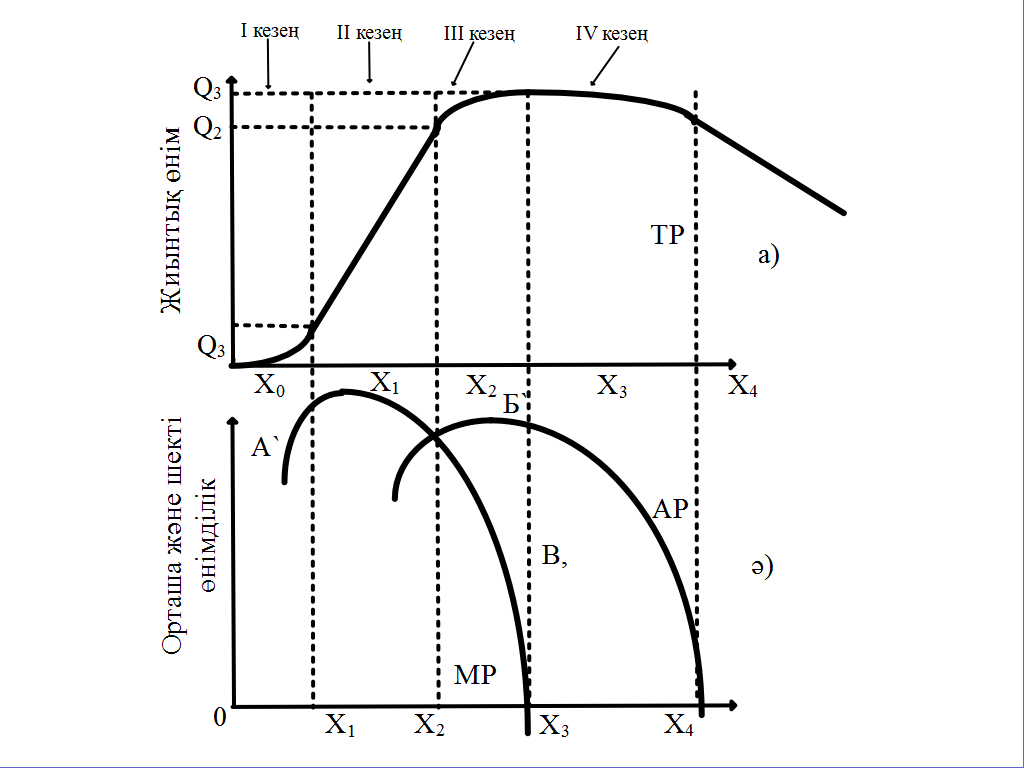 I кезең
II кезең
III кезең
IV кезең
Q3
Q2
Жиынтық өнім
TP
а)
Q3
X0
X1
X2
X3
X4
Б`
А`
Орташа және шекті
өнімділік
AP
В,
ә)
MP
0
X1
X2
X3
X4